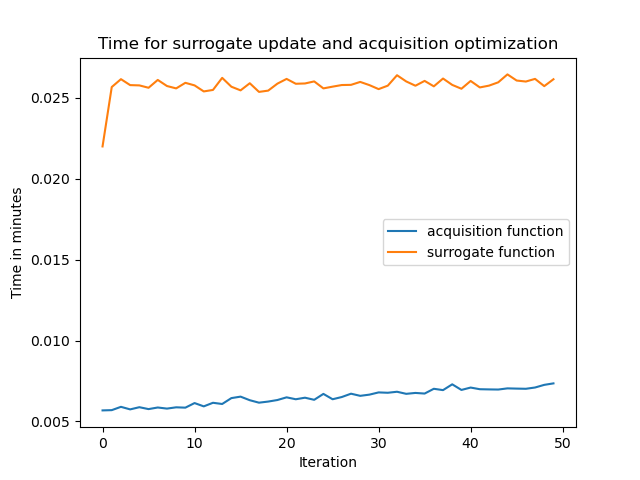 Time for surrogate update and acquisition optimization
0.025
0.020
0.015
0.010
0.005
Time in minutes
acquisition function
surrogate function
0 10 20 30 40 50
Iteration